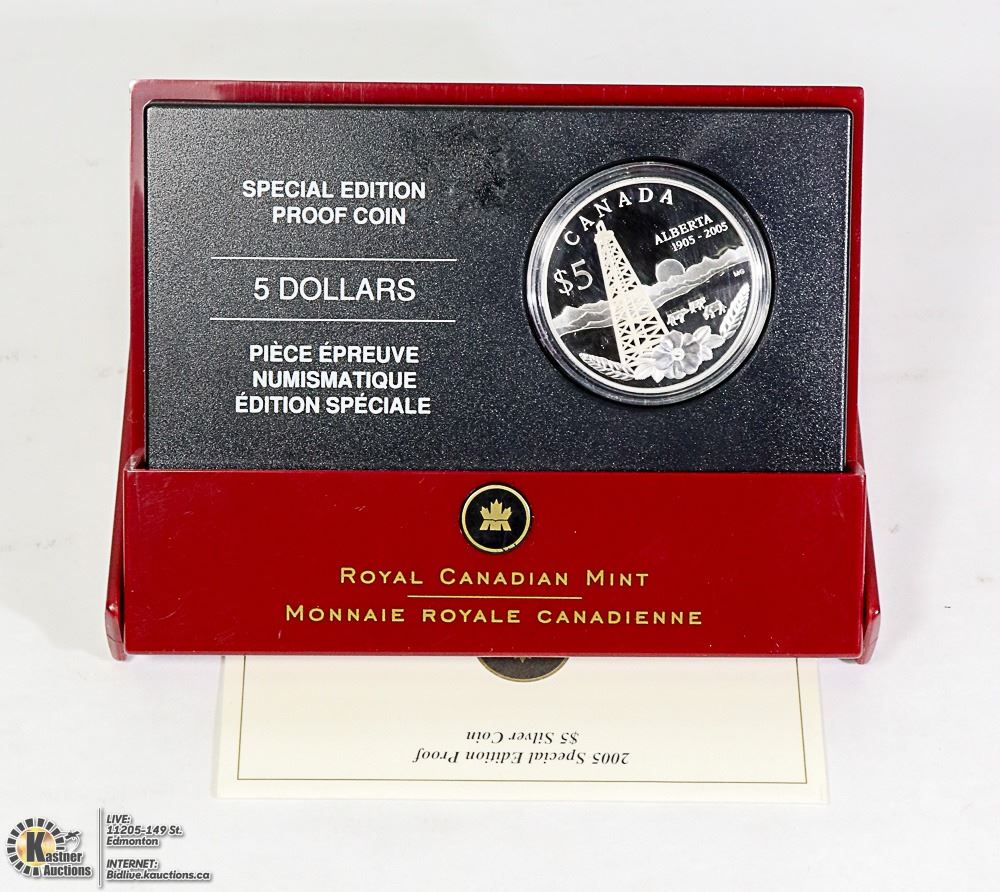 SPECIAL EDITION
PROOF COIN
5 DOLLARS
PIÈCE ÉPREUVE
NUMISMATIQUE
ÉDITION SPÉCIALE
CANADA
ALBERTA
1905 - 2005
$5
MG
ROYAL CANADIAN MINT
MONNAIE ROYALE CANADIENNE
2005 Special Edition Proof
$5 Silver Coin
Kastner
Auctions
LIVE:
11205-149 St.
Edmonton
INTERNET:
Bidlive.kauctions.ca